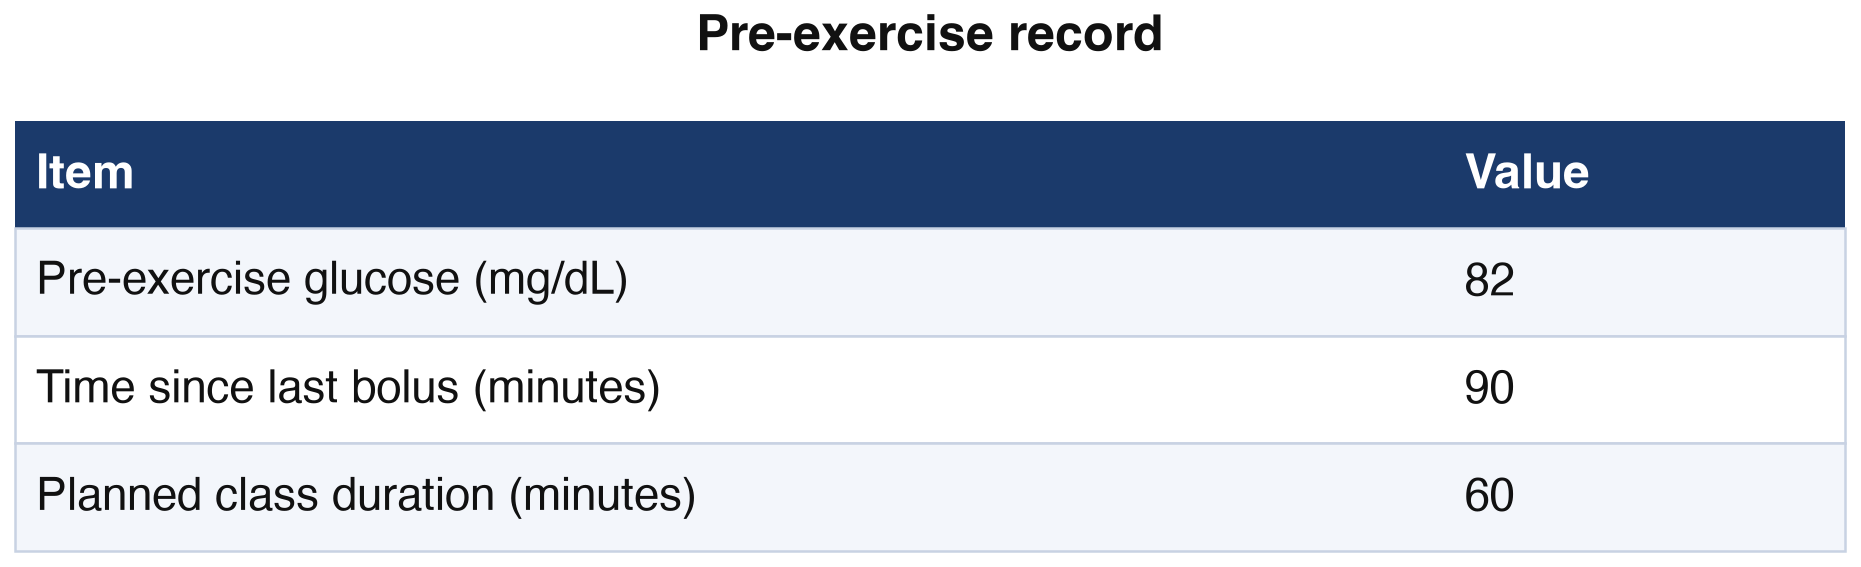 Pre-exercise record
Item Value
Pre-exercise glucose (mg/dL) 82
Time since last bolus (minutes) 90
Planned class duration (minutes) 60